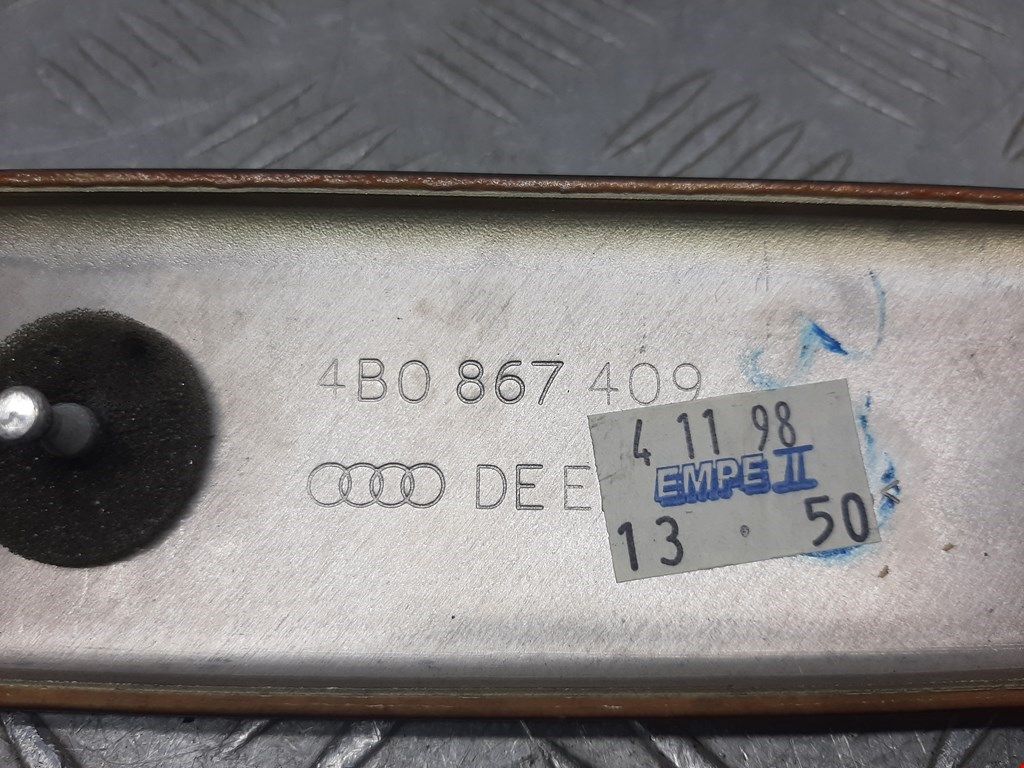 4B0 867 409
DE E
4 11 98
EMPE II
13 . 50